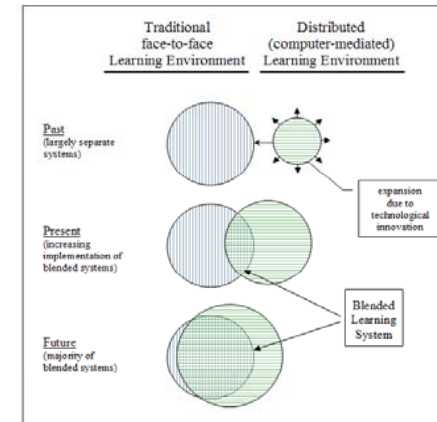 Traditional
face-to-face
Learning Environment
Distributed
(computer-mediated)
Learning Environment
Past
(largely separate
systems)
expansion
due to
technological
innovation
Present
(increasing
implementation of
blended systems)
Blended
Learning
System
Future
(majority of
blended systems)